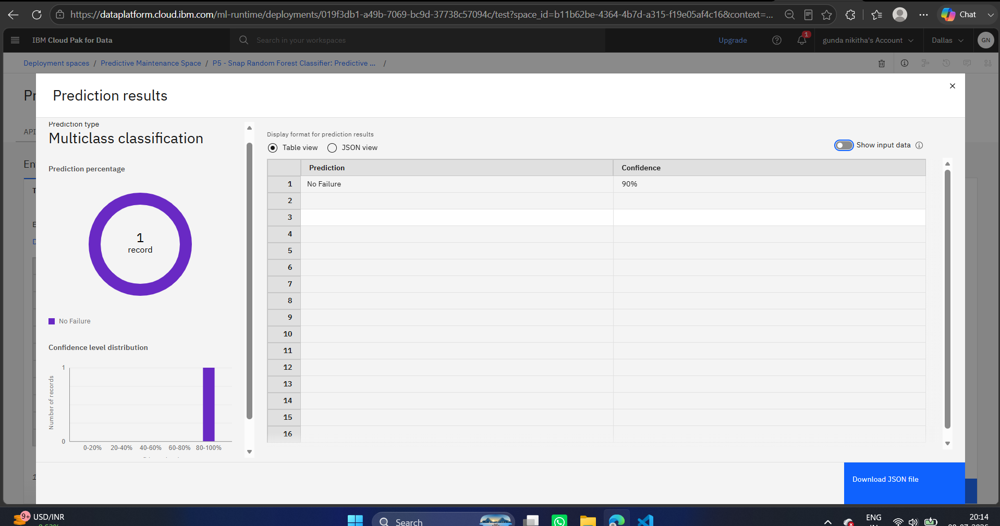 https://dataplatform.cloud.ibm.com/ml-runtime/deployments/019f3db1-a49b-7069-bc9d-37738c57094c/test?space_id=b11b62be-4364-4b7d-a315-f19e05af4c16&context=...
Chat
IBM Cloud Pak for Data
Search in your workspaces
Upgrade
1
gunda nikitha's Account
Dallas
GN
Deployment spaces / Predictive Maintenance Space / P5 - Snap Random Forest Classifier: Predictive ... /
Pr
Prediction results
API
Prediction type
Multiclass classification
Display format for prediction results
Table view
JSON view
Show input data
En
Prediction percentage
1
record
No Failure
Confidence level distribution
Number of records
1
0
0-20% 20-40% 40-60% 60-80% 80-100%
Prediction Confidence
1 No Failure 90%
2
3
4
5
6
7
8
9
10
11
12
13
14
15
16
Download JSON file
9+
USD/INR
Search
ENG
20:14